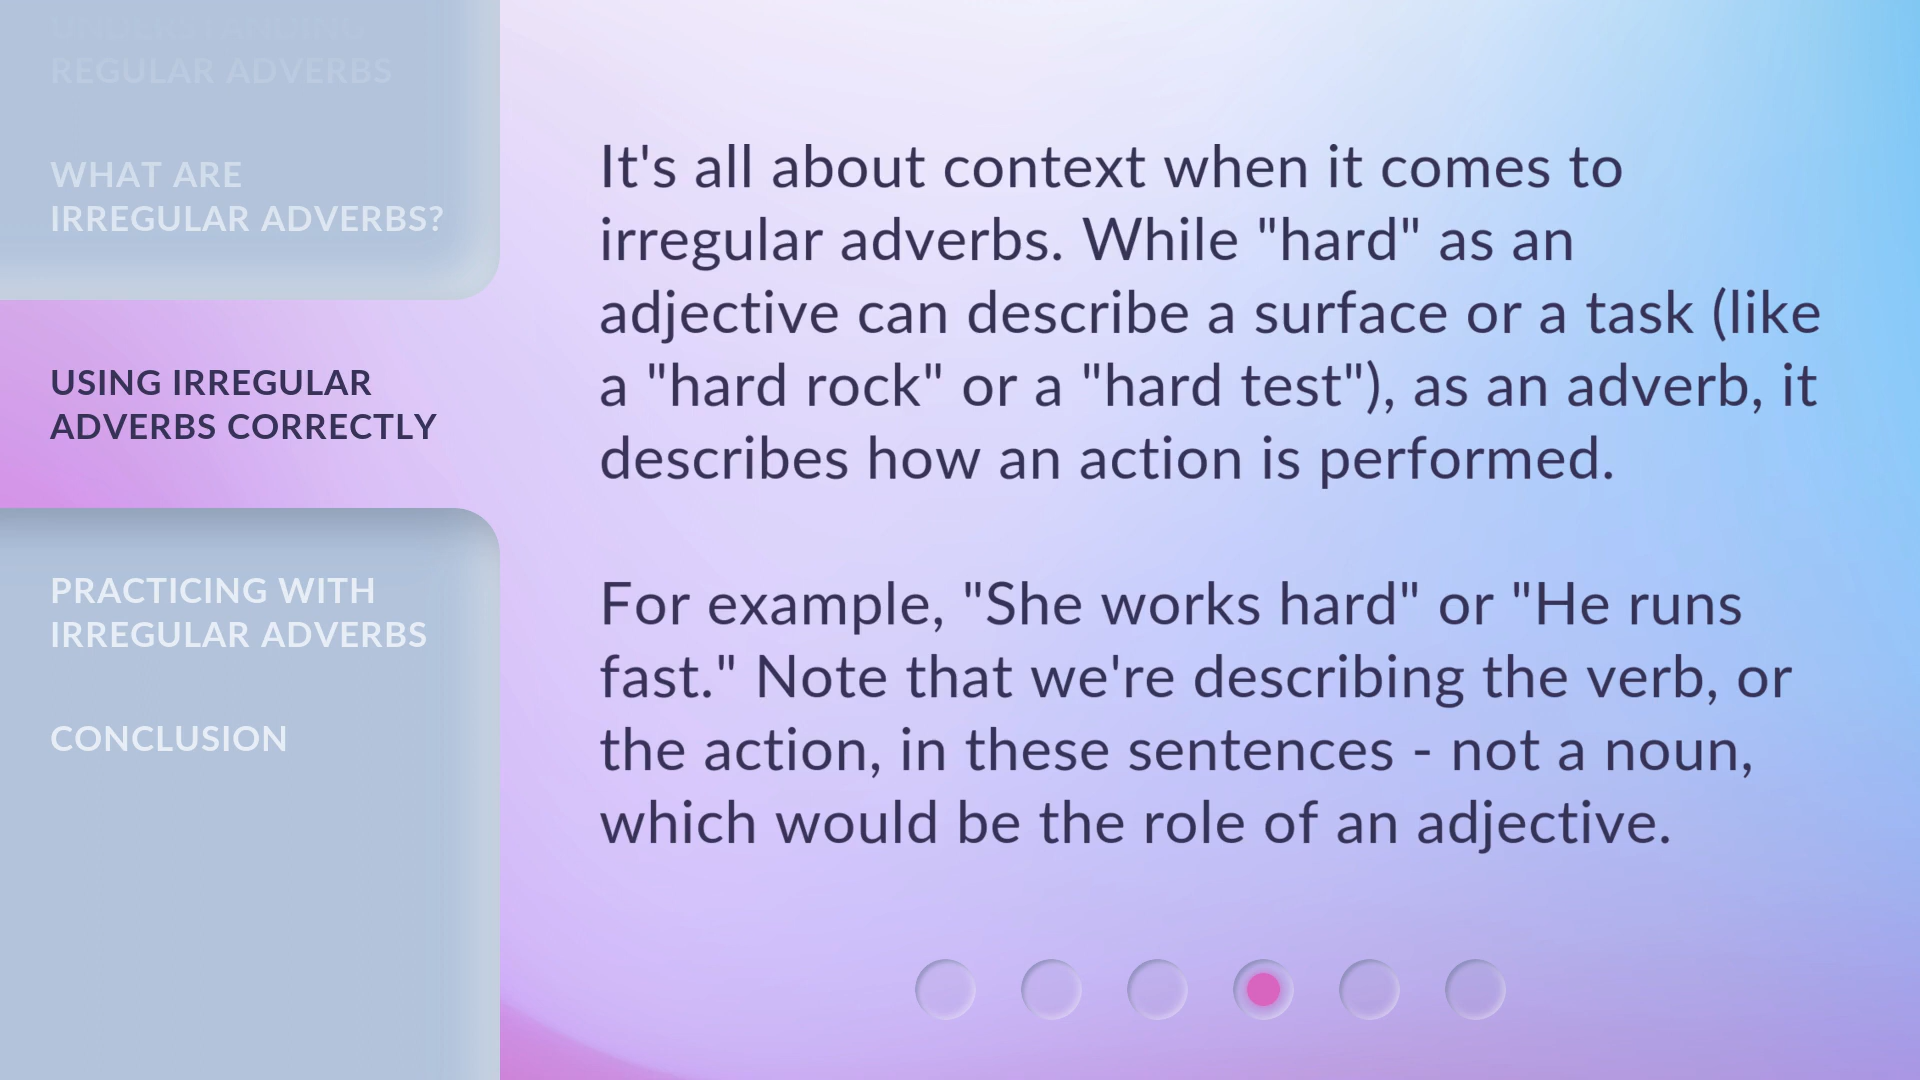 UNDERSTANDING
REGULAR ADVERBS
WHAT ARE
IRREGULAR ADVERBS?
USING IRREGULAR
ADVERBS CORRECTLY
PRACTICING WITH
IRREGULAR ADVERBS
CONCLUSION
It's all about context when it comes to
irregular adverbs. While "hard" as an
adjective can describe a surface or a task (like
a "hard rock" or a "hard test"), as an adverb, it
describes how an action is performed.
For example, "She works hard" or "He runs
fast." Note that we're describing the verb, or
the action, in these sentences - not a noun,
which would be the role of an adjective.